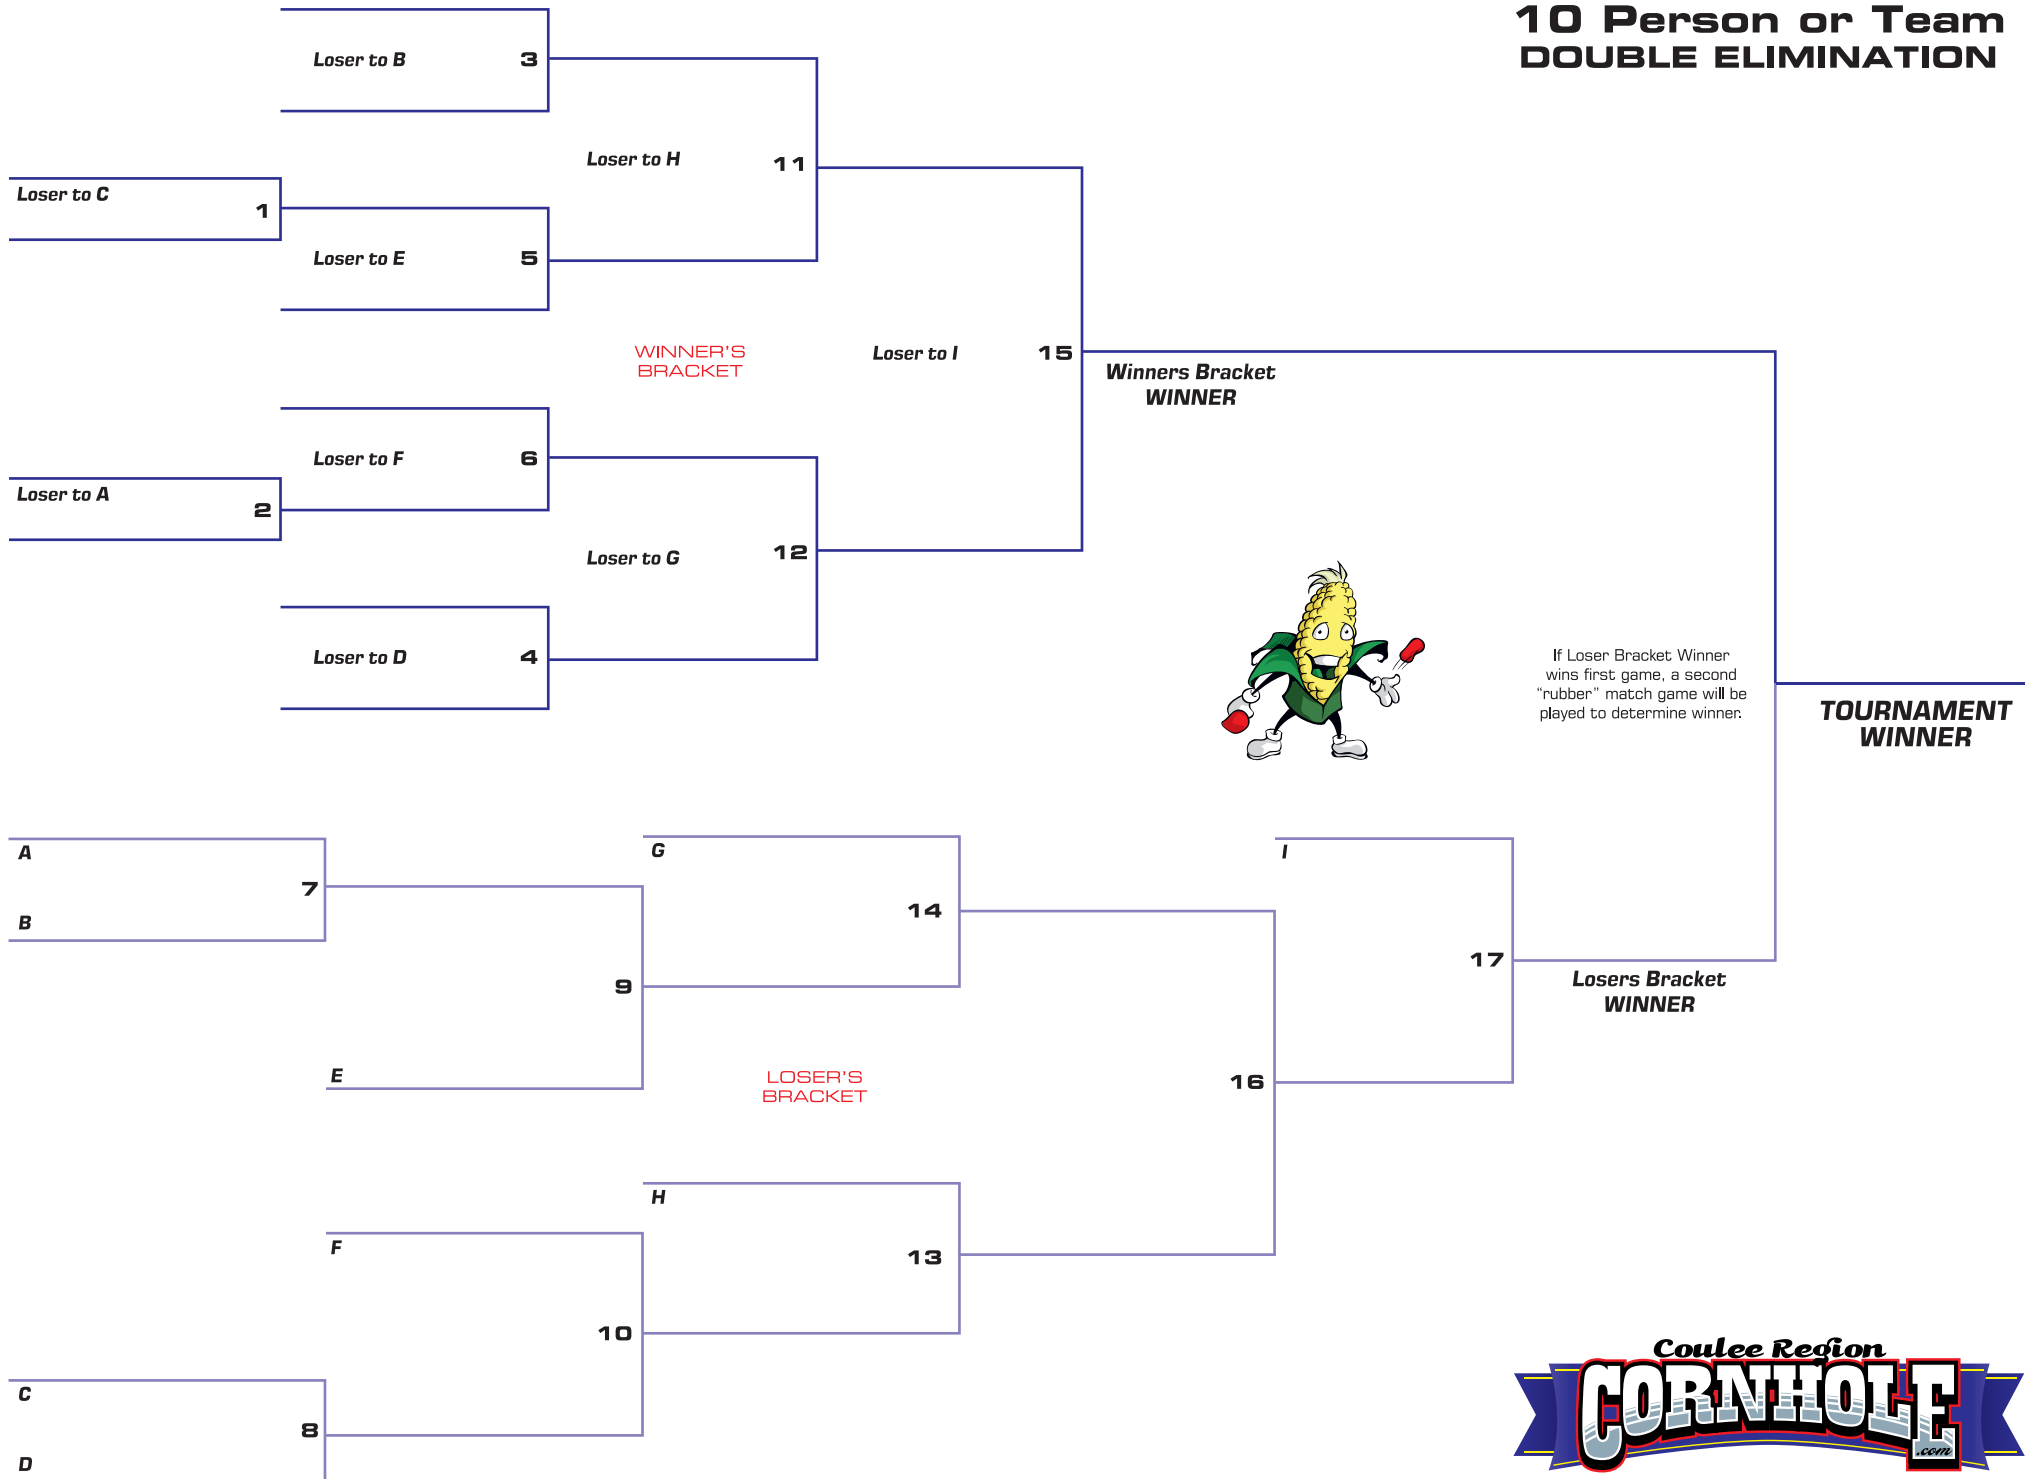 10 Person or Team
DOUBLE ELIMINATION
Loser to B 3
Loser to H 11
Loser to C
1
Loser to E 5
WINNER'S
BRACKET
Loser to I 15
Winners Bracket
WINNER
Loser to F 6
Loser to A
2
Loser to G 12
Loser to D 4
If Loser Bracket Winner
wins first game, a second
“rubber” match game will be
played to determine winner.
TOURNAMENT
WINNER
A
7
B
G
14
I
17
9
Losers Bracket
WINNER
E
LOSER'S
BRACKET
16
H
F
13
10
C
8
D
Coulee Region
CORNHOLE
.com